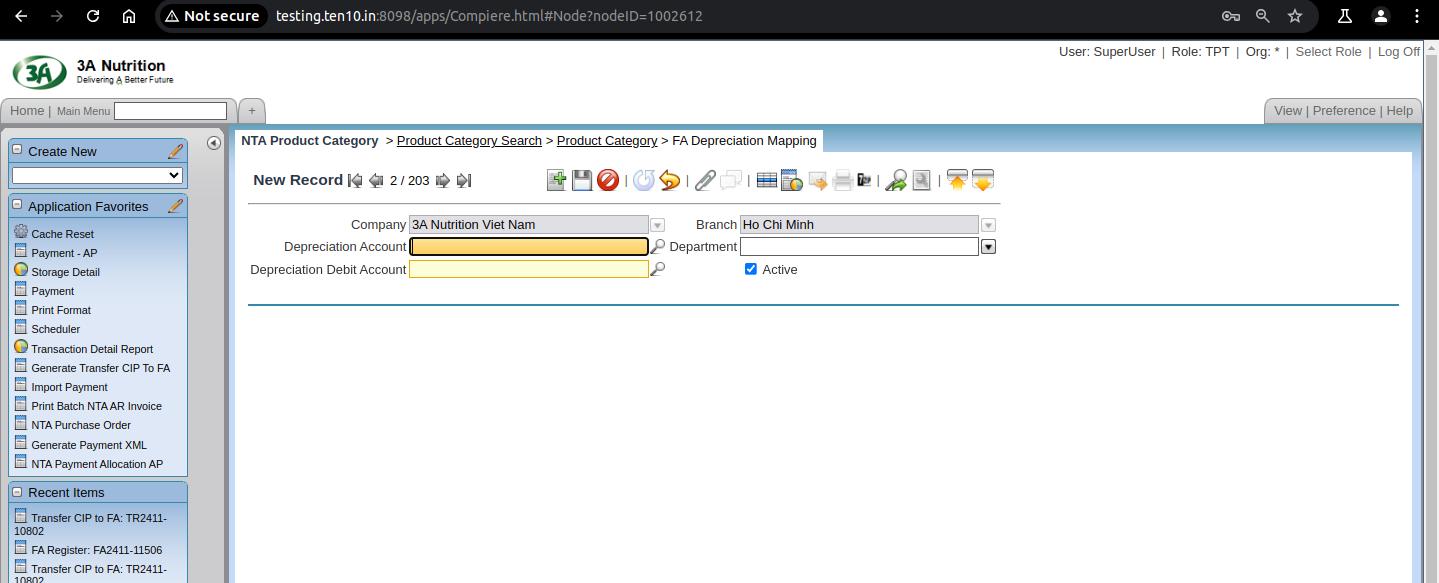 Not secure testing.ten10.in:8098/apps/Compiere.html#Node?nodeID=1002612
User: SuperUser | Role: TPT | Org: * | Select Role | Log Off
3A
3A Nutrition
Delivering A Better Future
Home | Main Menu
+
View | Preference | Help
Create New
Application Favorites
Cache Reset
Payment - AP
Storage Detail
Payment
Print Format
Scheduler
Transaction Detail Report
Generate Transfer CIP To FA
Import Payment
Print Batch NTA AR Invoice
NTA Purchase Order
Generate Payment XML
NTA Payment Allocation AP
Recent Items
Transfer CIP to FA: TR2411-
10802
FA Register: FA2411-11506
Transfer CIP to FA: TR2411-
10802
NTA Product Category > Product Category Search > Product Category > FA Depreciation Mapping
New Record 2 / 203
Company 3A Nutrition Viet Nam Branch Ho Chi Minh
Depreciation Account Department
Depreciation Debit Account Active